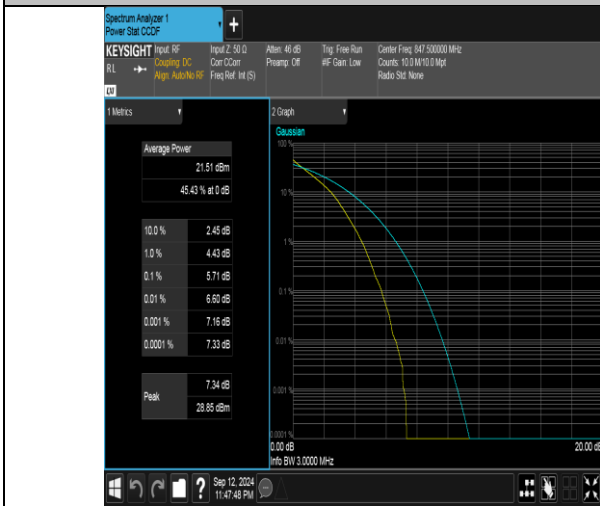 Spectrum Analyzer 1
Power Stat CCDF
+
KEYSIGHT Input: RF Input Z: 50 Ω Atten: 46 dB Trig: Free Run Center Freq: 847.500000 MHz
RL Coupling: DC Corr CCorr Preamp: Off #IF Gain: Low Counts: 10.0 M/10.0 Mpt
Align: Auto/No RF Freq Ref: Int (S) Radio Std: None
1 Metrics
Average Power
21.51 dBm
45.43 % at 0 dB
10.0 % 2.45 dB
1.0 % 4.43 dB
0.1 % 5.71 dB
0.01 % 6.60 dB
0.001 % 7.16 dB
0.0001 % 7.33 dB
Peak
7.34 dB
28.85 dBm
2 Graph
Gaussian
100 %
10 %
1 %
0.1 %
0.01 %
0.001 %
0.0001 %
0.00 dB 20.00 dB
Info BW 3.0000 MHz
? Sep 12, 2024
11:47:48 PM